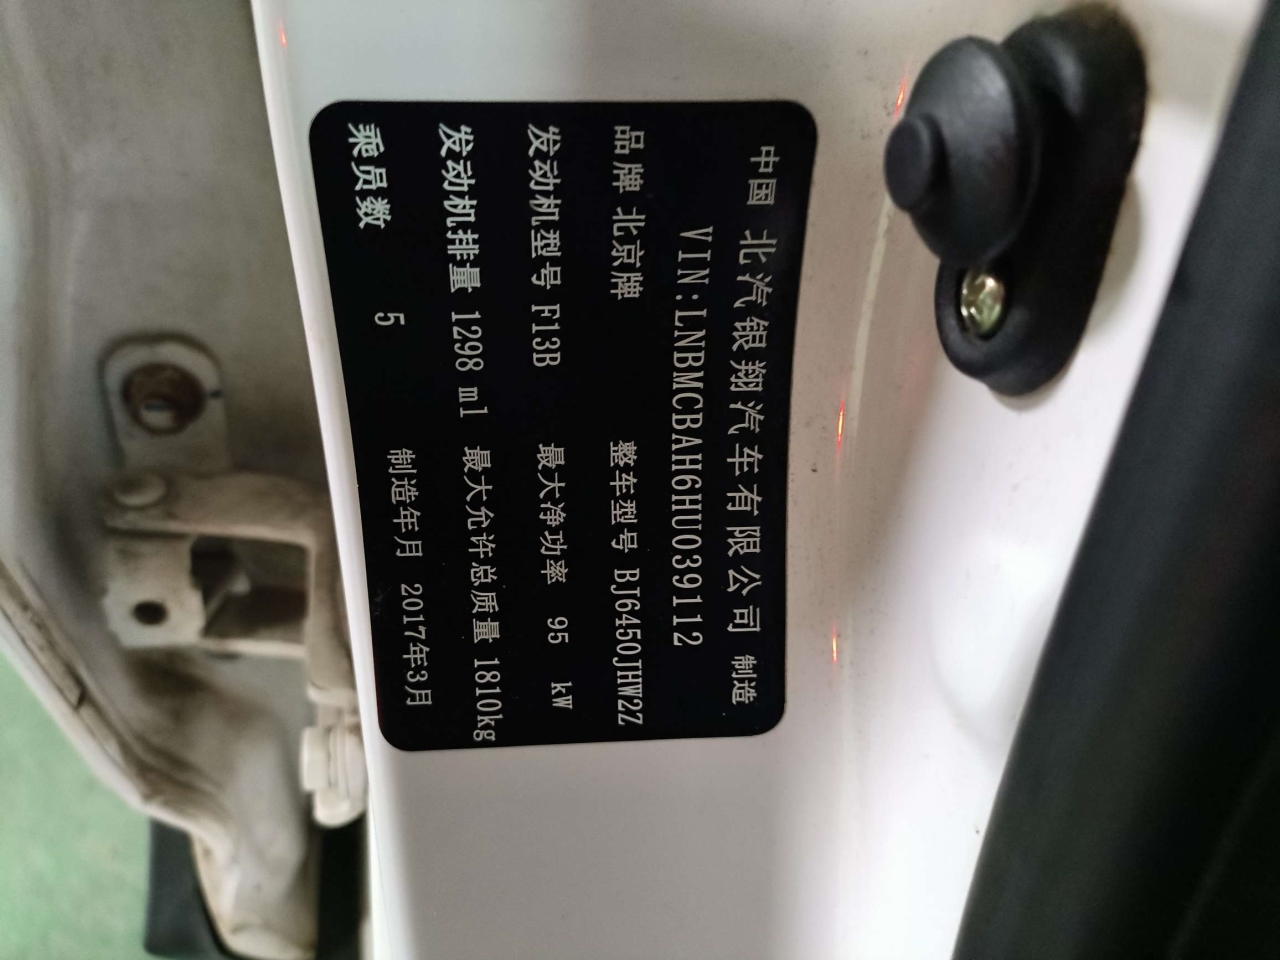 中国 北汽银翔汽车有限公司 制造
VIN:LNBMCBAH6HU039112
品牌 北京牌 整车型号 BJ6450JHW2Z
发动机型号 F13B 最大净功率 95 kW
发动机排量 1298 ml 最大允许总质量 1810kg
乘员数 5 制造年月 2017年3月